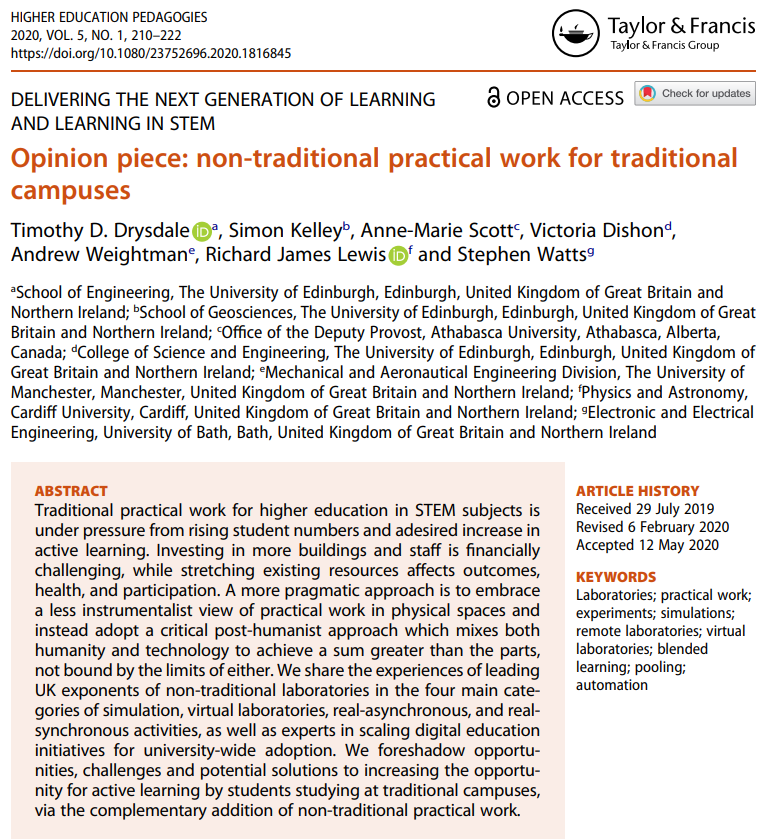 HIGHER EDUCATION PEDAGOGIES
2020, VOL. 5, NO. 1, 210–222
https://doi.org/10.1080/23752696.2020.1816845
Taylor & Francis
Taylor & Francis Group
DELIVERING THE NEXT GENERATION OF LEARNING
AND LEARNING IN STEM
OPEN ACCESS
Check for updates
Opinion piece: non-traditional practical work for traditional
campuses
Timothy D. Drysdale iD a, Simon Kelleyb, Anne-Marie Scottc, Victoria Dishond,
Andrew Weightmane, Richard James Lewis iD f and Stephen Wattsg
aSchool of Engineering, The University of Edinburgh, Edinburgh, United Kingdom of Great Britain and
Northern Ireland; bSchool of Geosciences, The University of Edinburgh, Edinburgh, United Kingdom of Great
Britain and Northern Ireland; cOffice of the Deputy Provost, Athabasca University, Athabasca, Alberta,
Canada; dCollege of Science and Engineering, The University of Edinburgh, Edinburgh, United Kingdom of
Great Britain and Northern Ireland; eMechanical and Aeronautical Engineering Division, The University of
Manchester, Manchester, United Kingdom of Great Britain and Northern Ireland; fPhysics and Astronomy,
Cardiff University, Cardiff, United Kingdom of Great Britain and Northern Ireland; gElectronic and Electrical
Engineering, University of Bath, Bath, United Kingdom of Great Britain and Northern Ireland
ABSTRACT
Traditional practical work for higher education in STEM subjects is
under pressure from rising student numbers and adesired increase in
active learning. Investing in more buildings and staff is financially
challenging, while stretching existing resources affects outcomes,
health, and participation. A more pragmatic approach is to embrace
a less instrumentalist view of practical work in physical spaces and
instead adopt a critical post-humanist approach which mixes both
humanity and technology to achieve a sum greater than the parts,
not bound by the limits of either. We share the experiences of leading
UK exponents of non-traditional laboratories in the four main cate-
gories of simulation, virtual laboratories, real-asynchronous, and real-
synchronous activities, as well as experts in scaling digital education
initiatives for university-wide adoption. We foreshadow opportu-
nities, challenges and potential solutions to increasing the opportu-
nity for active learning by students studying at traditional campuses,
via the complementary addition of non-traditional practical work.
ARTICLE HISTORY
Received 29 July 2019
Revised 6 February 2020
Accepted 12 May 2020
KEYWORDS
Laboratories; practical work;
experiments; simulations;
remote laboratories; virtual
laboratories; blended
learning; pooling;
automation